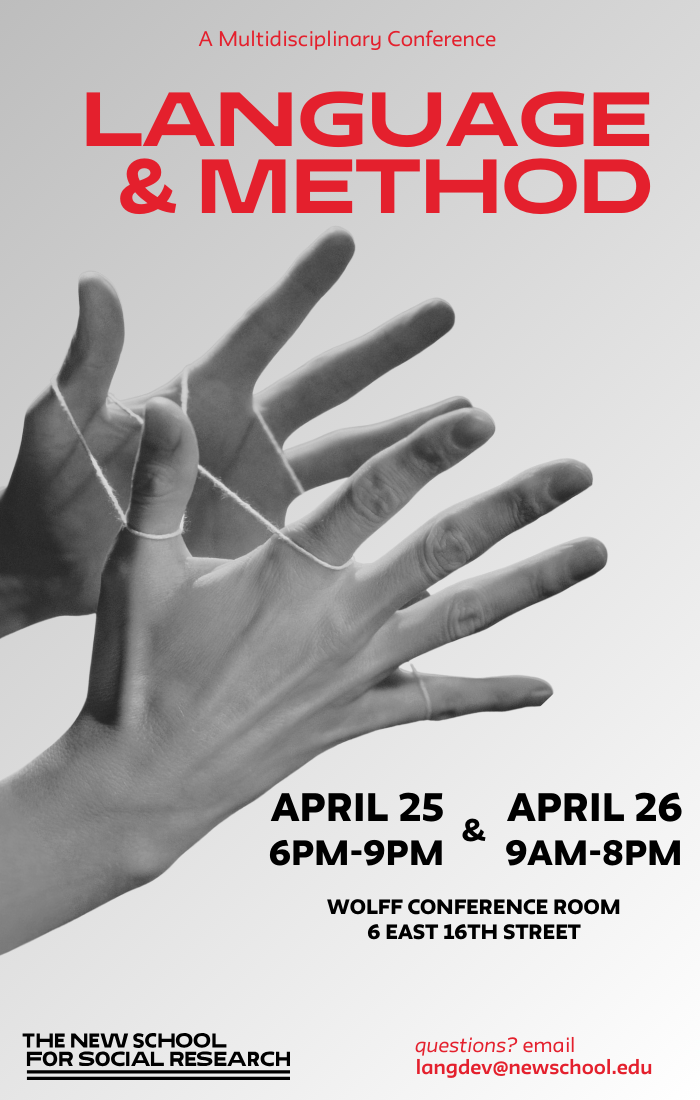 A Multidisciplinary Conference
LANGUAGE
& METHOD
APRIL 25
6PM-9PM
&
APRIL 26
9AM-8PM
WOLFF CONFERENCE ROOM
6 EAST 16TH STREET
THE NEW SCHOOL
FOR SOCIAL RESEARCH
questions? email
langdev@newschool.edu